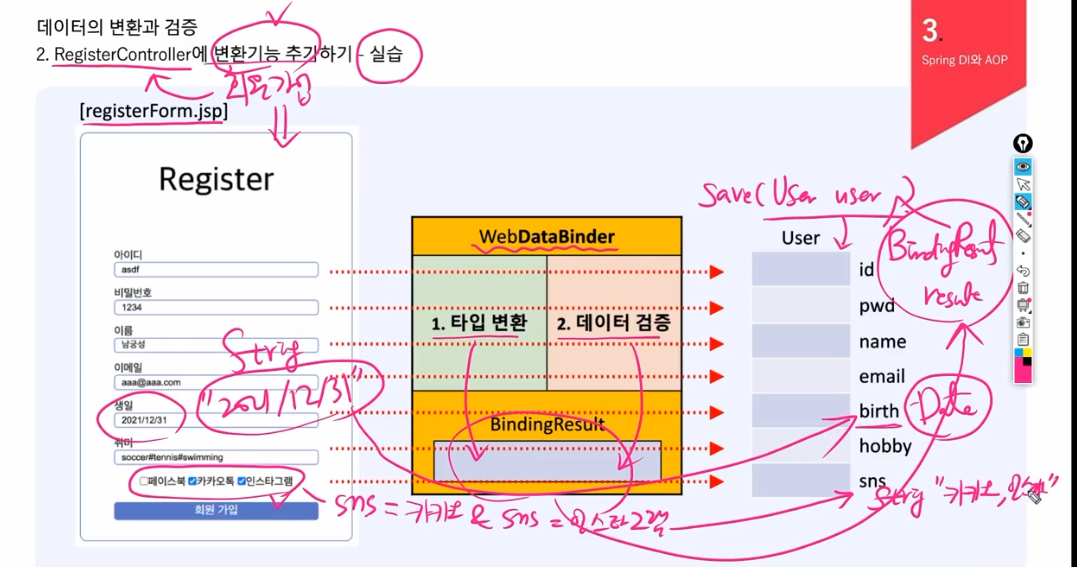 데이터의 변환과 검증
2. RegisterController에 변환기능 추가하기 - 실습
3.
Spring DI와 AOP
회원가입
[registerForm.jsp]
Register
아이디
asdf
비밀번호
1234
이름
남궁성
이메일
aaa@aaa.com
생일
2021/12/31
취미
soccer#tennis#swimming
페이스북 카카오톡 인스타그램
회원 가입
String
"2021/12/31"
WebDataBinder
1. 타입 변환
2. 데이터 검증
BindingResult
save(User user)
User
BindingResult
result
id
pwd
name
email
birth
Date
hobby
sns
sns = 카카오 & sns = 인스타그램
String "카카오,